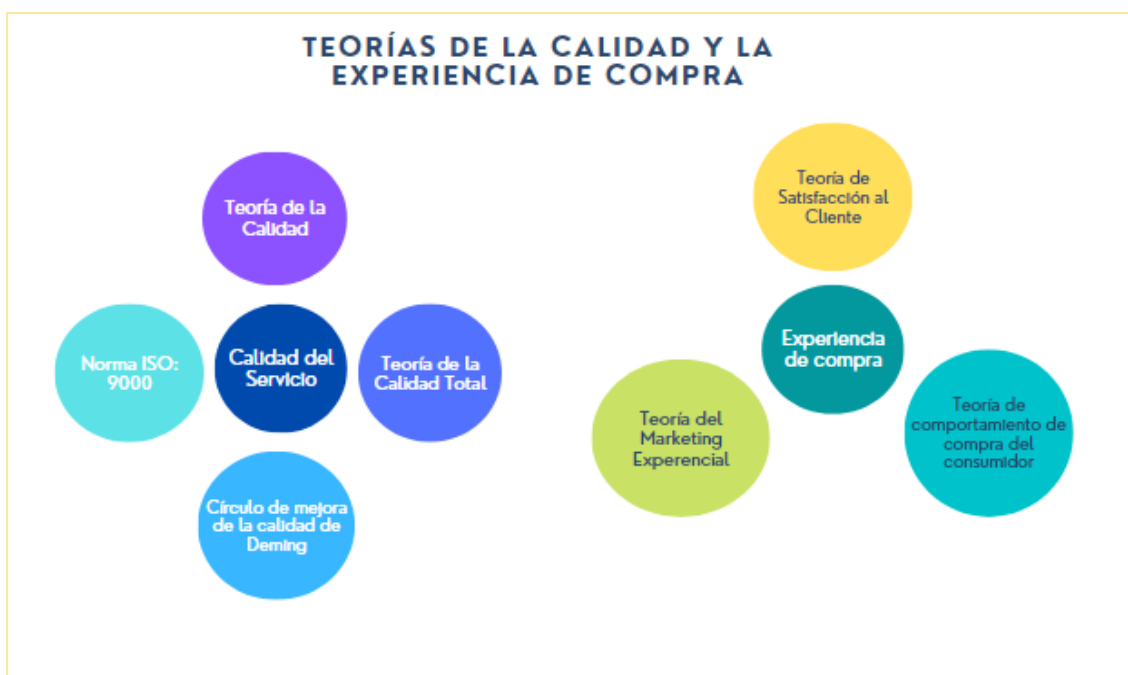 TEORÍAS DE LA CALIDAD Y LA
EXPERIENCIA DE COMPRA
Teoría de la
Calidad
Norma ISO:
9000
Calidad del
Servicio
Teoría de la
Calidad Total
Círculo de mejora
de la calidad de
Deming
Teoría de
Satisfacción al
Cliente
Experiencia
de compra
Teoría del
Marketing
Experencial
Teoría de
comportamiento de
compra del
consumidor